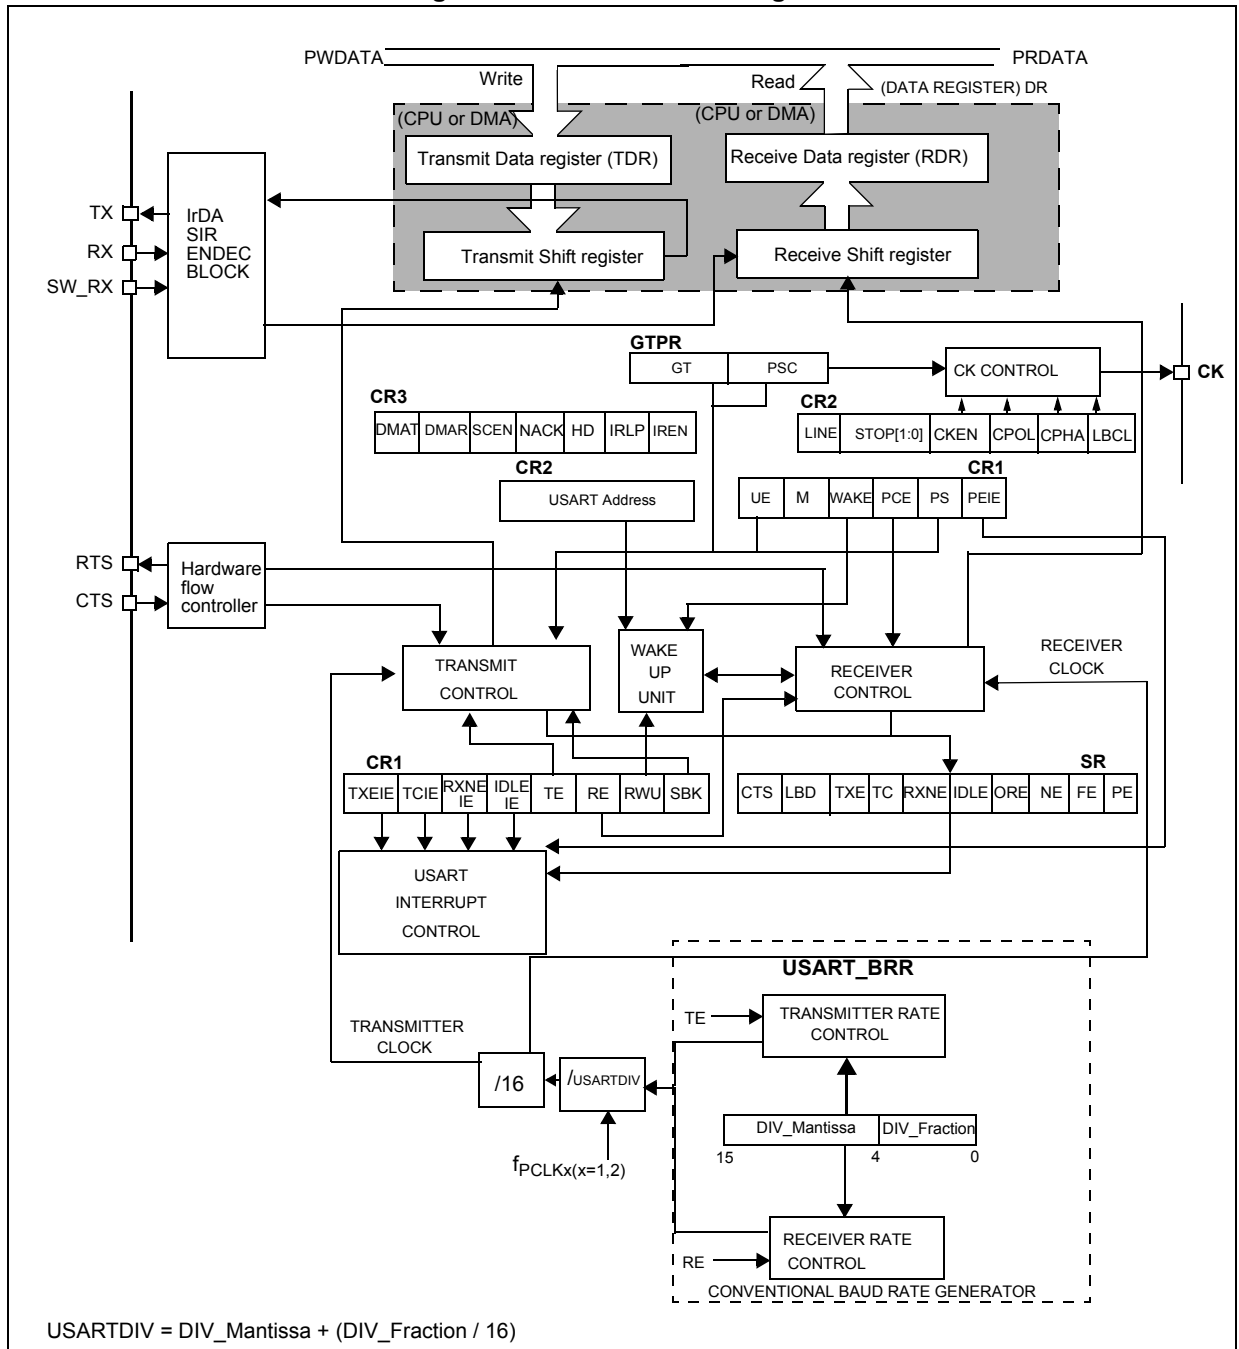 PWDATA
PRDATA
Write
Read
(DATA REGISTER) DR
(CPU or DMA)
(CPU or DMA)
Transmit Data register (TDR)
Receive Data register (RDR)
TX
RX
SW_RX
IrDA
SIR
ENDEC
BLOCK
Transmit Shift register
Receive Shift register
GTPR
GT
PSC
CK CONTROL
CK
CR3
DMAT
DMAR
SCEN
NACK
HD
IRLP
IREN
CR2
LINE
STOP[1:0]
CKEN
CPOL
CPHA
LBCL
CR2
USART Address
CR1
UE
M
WAKE
PCE
PS
PEIE
RTS
CTS
Hardware
flow
controller
TRANSMIT
CONTROL
WAKE
UP
UNIT
RECEIVER
CONTROL
RECEIVER
CLOCK
CR1
TXEIE
TCIE
RXNE
IE
IDLE
IE
TE
RE
RWU
SBK
SR
CTS
LBD
TXE
TC
RXNE
IDLE
ORE
NE
FE
PE
USART
INTERRUPT
CONTROL
USART_BRR
TE
TRANSMITTER RATE
CONTROL
TRANSMITTER
CLOCK
/16
/USARTDIV
fPCLKx(x=1,2)
DIV_Mantissa
DIV_Fraction
15
4
0
RE
RECEIVER RATE
CONTROL
CONVENTIONAL BAUD RATE GENERATOR
USARTDIV = DIV_Mantissa + (DIV_Fraction / 16)